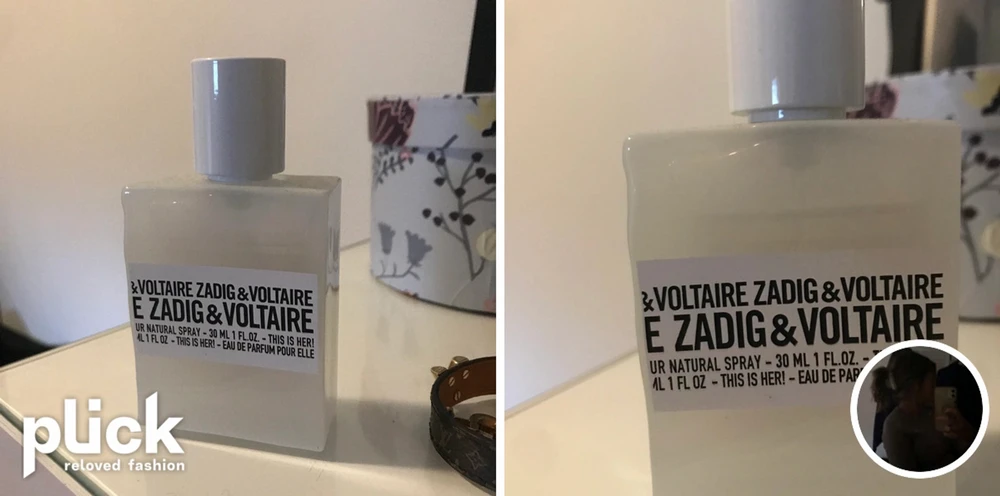 &VOLTAIRE ZADIG&VOLTAIRE
E ZADIG&VOLTAIRE
UR NATURAL SPRAY – 30 ML 1 FL.OZ. – THIS IS HER!
ML 1 FL OZ – THIS IS HER! – EAU DE PARFUM POUR ELLE
plick
reloved fashion
&VOLTAIRE ZADIG&VOLTAIRE
E ZADIG&VOLTAIRE
UR NATURAL SPRAY – 30 ML 1 FL.OZ. –
ML 1 FL OZ – THIS IS HER! – EAU DE PAR